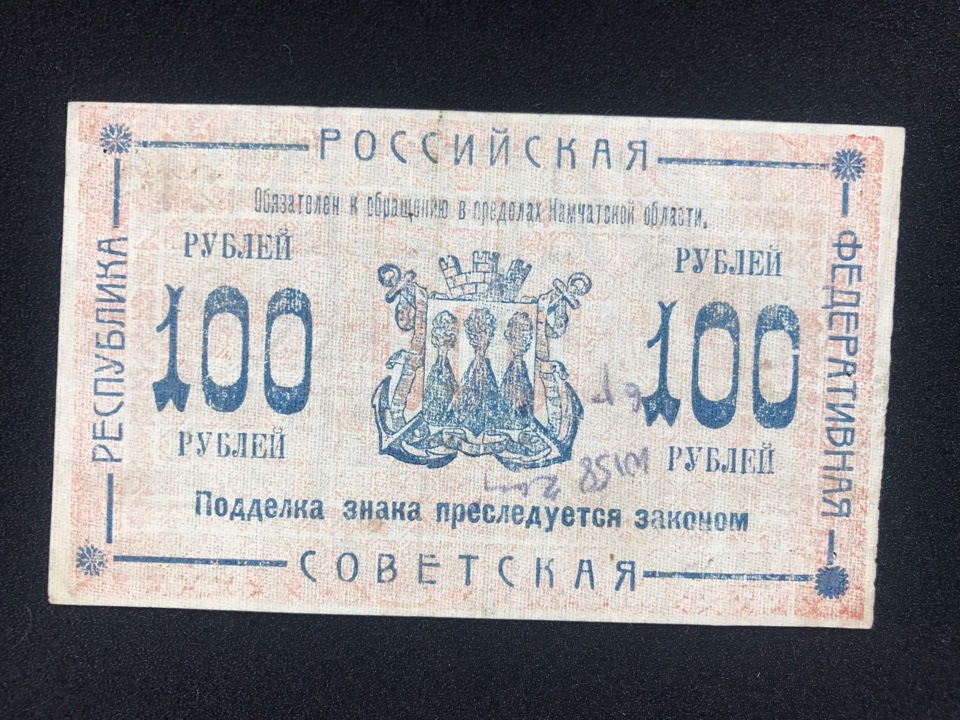 РОССИЙСКАЯ
Обязателен к обращению в пределах Камчатской области.
РУБЛЕЙ
РУБЛЕЙ
100
100
РУБЛЕЙ
РУБЛЕЙ
РЕСПУБЛИКА
ФЕДЕРАТИВНАЯ
Подделка знака преследуется законом
СОВЕТСКАЯ